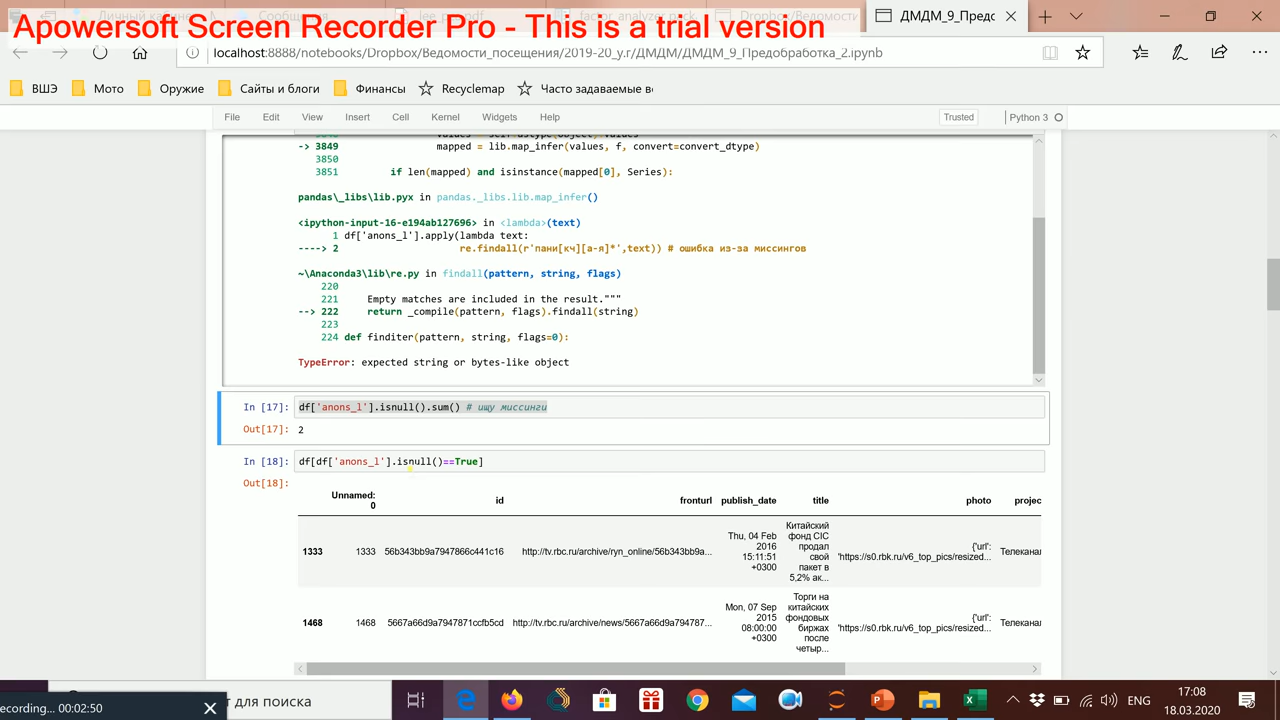 Apowersoft Screen Recorder Pro - This is a trial version
ДМДМ_9_Предс
localhost:8888/notebooks/Dropbox/Ведомости_посещения/2019-20_у.г/ДМДМ/ДМДМ_9_Предобработка_2.ipynb
ВШЭ Мото Оружие Сайты и блоги Финансы Recyclemap Часто задаваемые
File Edit View Insert Cell Kernel Widgets Help Trusted Python 3
-> 3849 mapped = lib.map_infer(values, f, convert=convert_dtype)
3850
3851 if len(mapped) and isinstance(mapped[0], Series):
pandas\_libs\lib.pyx in pandas._libs.lib.map_infer()
<ipython-input-16-e194ab127696> in <lambda>(text)
1 df['anons_l'].apply(lambda text:
----> 2 re.findall(r'пани[кч][а-я]*',text)) # ошибка из-за миссингов
~\Anaconda3\lib\re.py in findall(pattern, string, flags)
220
221 Empty matches are included in the result."""
--> 222 return _compile(pattern, flags).findall(string)
223
224 def finditer(pattern, string, flags=0):
TypeError: expected string or bytes-like object
In [17]: df['anons_l'].isnull().sum() # ищу миссинги
Out[17]: 2
In [18]: df[df['anons_l'].isnull()==True]
Out[18]:
Unnamed: 0 id fronturl publish_date title photo projec
1333 1333 56b343bb9a7947866c441c16 http://tv.rbc.ru/archive/ryn_online/56b343bb9a... Thu, 04 Feb 2016 15:11:51 +0300 Китайский фонд CIC продал свой пакет в 5,2% ак... {'url': 'https://s0.rbk.ru/v6_top_pics/resized... Телеканал
1468 1468 5667a66d9a7947871ccfb5cd http://tv.rbc.ru/archive/news/5667a66d9a794787... Mon, 07 Sep 2015 08:00:00 +0300 Торги на китайских фондовых биржах после четыр... {'url': 'https://s0.rbk.ru/v6_top_pics/resized... Телеканал
ecording... 00:02:50
т для поиска
ENG
17:08
18.03.2020